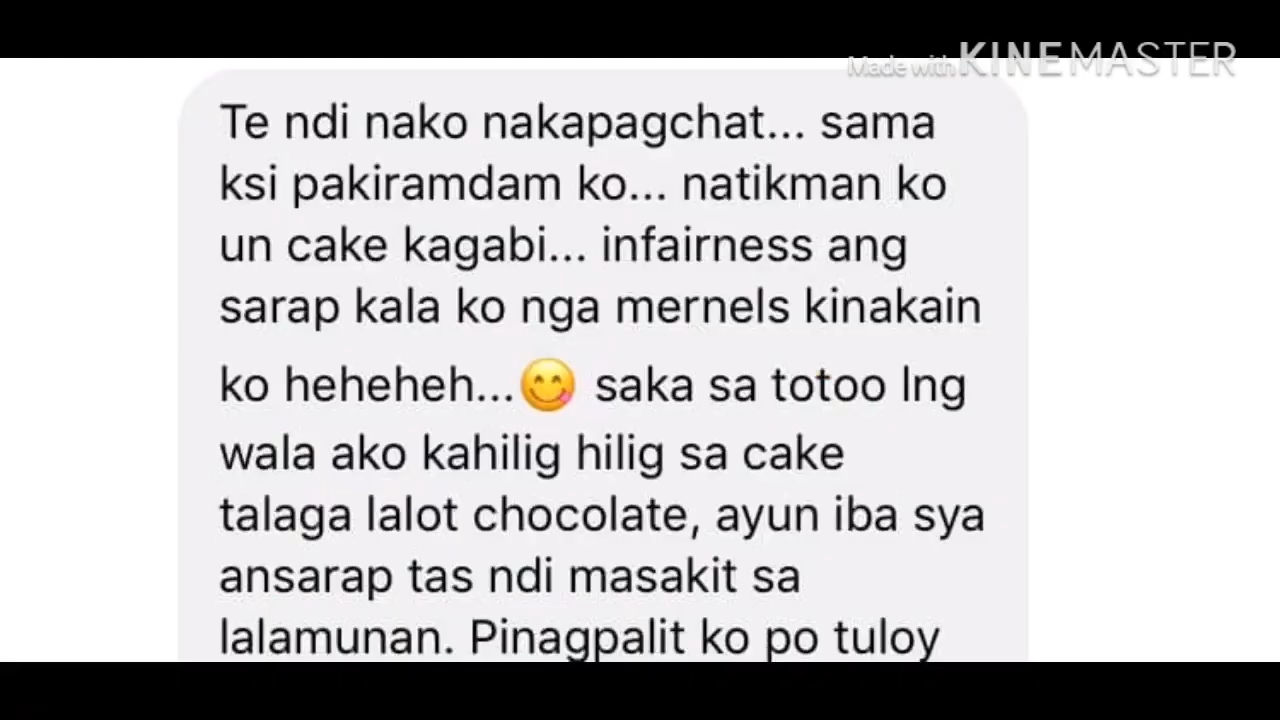 Made with KINEMASTER
Te ndi nako nakapagchat... sama
ksi pakiramdam ko... natikman ko
un cake kagabi... infairness ang
sarap kala ko nga mernels kinakain
ko heheheh...😋 saka sa totoo lng
wala ako kahilig hilig sa cake
talaga lalot chocolate, ayun iba sya
ansarap tas ndi masakit sa
lalamunan. Pinagpalit ko po tuloy